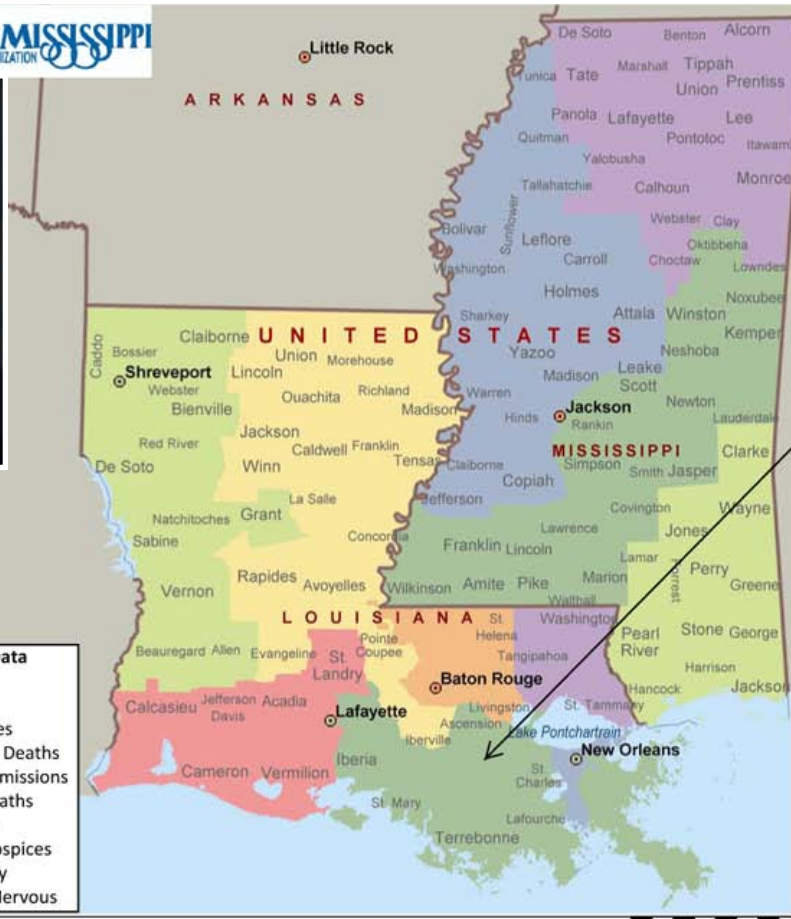 MISSISSIPPI
IZATION
Little Rock
ARKANSAS
De Soto
Benton
Alcorn
Tunica
Tate
Marshall
Tippah
Union
Prentiss
Panola
Lafayette
Lee
Quitman
Pontotoc
Itawam
Yalobusha
Tallahatchie
Calhoun
Monroe
Bolivar
Sunflower
Leflore
Webster
Clay
Oktibbeha
Washington
Carroll
Choctaw
Lowndes
Holmes
Noxubee
Sharkey
Attala
Winston
UNITED STATES
Kemper
Yazoo
Neshoba
Madison
Leake
Scott
Warren
Newton
Hinds
Jackson
Rankin
Lauderdale
MISSISSIPPI
Clarke
Claiborne
Simpson
Smith
Jasper
Copiah
Jefferson
Covington
Wayne
Jones
Lawrence
Franklin
Lincoln
Lamar
Forrest
Perry
Wilkinson
Amite
Pike
Marion
Greene
Walthall
Pearl
River
Stone
George
Harrison
Hancock
Jackson
Caddo
Bossier
Claiborne
Union
Morehouse
Shreveport
Webster
Lincoln
Ouachita
Richland
Madison
Bienville
Jackson
Red River
Caldwell
Franklin
De Soto
Winn
Tensas
La Salle
Natchitoches
Grant
Sabine
Concordia
Vernon
Rapides
Avoyelles
LOUISIANA
St.
Helena
Washington
Beauregard
Allen
Evangeline
St.
Landry
Pointe
Coupee
Tangipahoa
Baton Rouge
Calcasieu
Jefferson
Davis
Acadia
Lafayette
Livingston
St. Tammany
Ascension
Iberville
Lake Pontchartrain
New Orleans
Cameron
Vermilion
Iberia
St.
Charles
St. Mary
Lafourche
Terrebonne
ata
es
Deaths
missions
aths
ospices
y
Nervous